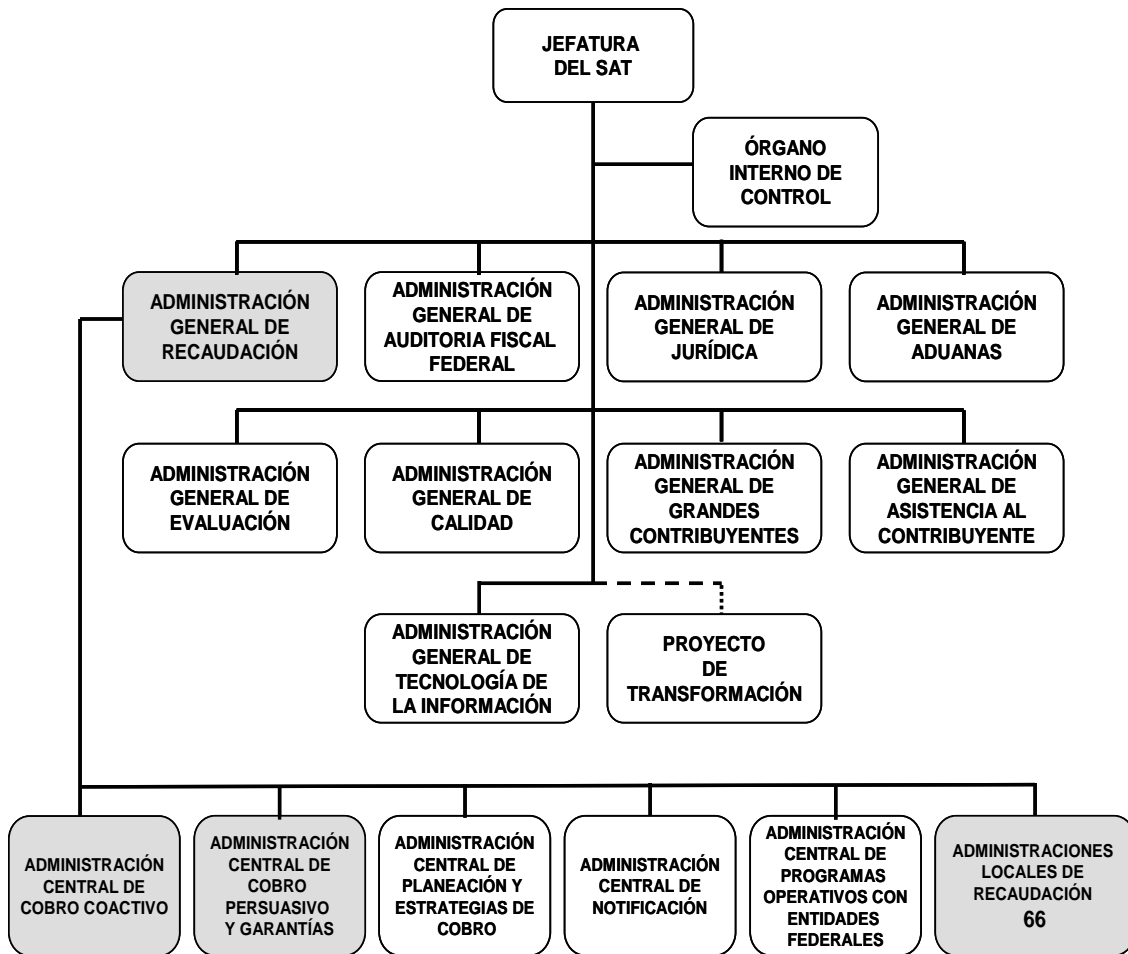 JEFATURA
DEL SAT
ÓRGANO
INTERNO DE
CONTROL
ADMINISTRACIÓN
GENERAL DE
RECAUDACIÓN
ADMINISTRACIÓN
GENERAL DE
AUDITORIA FISCAL
FEDERAL
ADMINISTRACIÓN
GENERAL DE
JURÍDICA
ADMINISTRACIÓN
GENERAL DE
ADUANAS
ADMINISTRACIÓN
GENERAL DE
EVALUACIÓN
ADMINISTRACIÓN
GENERAL DE
CALIDAD
ADMINISTRACIÓN
GENERAL DE
GRANDES
CONTRIBUYENTES
ADMINISTRACIÓN
GENERAL DE
ASISTENCIA AL
CONTRIBUYENTE
ADMINISTRACIÓN
GENERAL DE
TECNOLOGÍA DE
LA INFORMACIÓN
PROYECTO
DE
TRANSFORMACIÓN
ADMINISTRACIÓN
CENTRAL DE
COBRO COACTIVO
ADMINISTRACIÓN
CENTRAL DE
COBRO
PERSUASIVO
Y GARANTÍAS
ADMINISTRACIÓN
CENTRAL DE
PLANEACIÓN Y
ESTRATEGIAS DE
COBRO
ADMINISTRACIÓN
CENTRAL DE
NOTIFICACIÓN
ADMINISTRACIÓN
CENTRAL DE
PROGRAMAS
OPERATIVOS CON
ENTIDADES
FEDERALES
ADMINISTRACIONES
LOCALES DE
RECAUDACIÓN
66